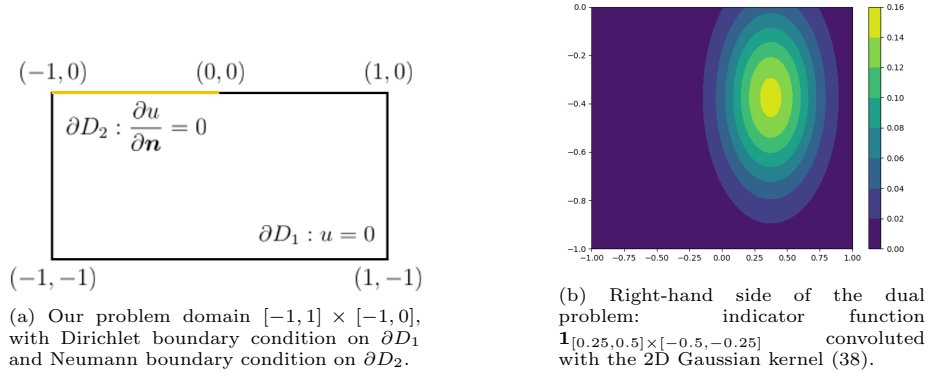 (−1, 0) (0, 0) (1, 0)
∂D₂ : ∂u/∂n = 0
∂D₁ : u = 0
(−1, −1) (1, −1)
(a) Our problem domain [−1, 1] × [−1, 0],
with Dirichlet boundary condition on ∂D₁
and Neumann boundary condition on ∂D₂.
0.0
−0.2
−0.4
−0.6
−0.8
−1.0
−1.00 −0.75 −0.50 −0.25 0.00 0.25 0.50 0.75 1.00
0.16
0.14
0.12
0.10
0.08
0.06
0.04
0.02
0.00
(b) Right-hand side of the dual
problem: indicator function
𝟏[0.25,0.5]×[−0.5,−0.25] convoluted
with the 2D Gaussian kernel (38).